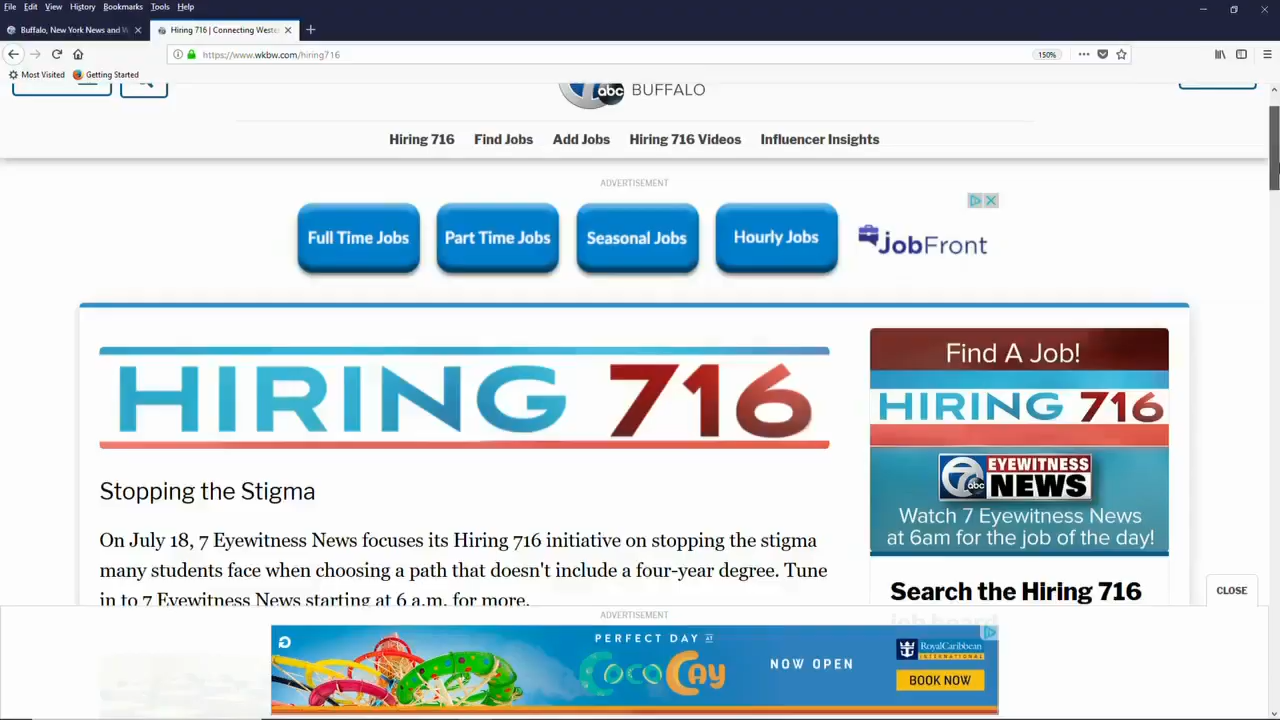 File Edit View History Bookmarks Tools Help
Buffalo, New York News and W
Hiring 716 | Connecting Weste
https://www.wkbw.com/hiring716
150%
Most Visited Getting Started
7 abc BUFFALO
Hiring 716 Find Jobs Add Jobs Hiring 716 Videos Influencer Insights
ADVERTISEMENT
Full Time Jobs Part Time Jobs Seasonal Jobs Hourly Jobs JobFront
HIRING 716
Stopping the Stigma
On July 18, 7 Eyewitness News focuses its Hiring 716 initiative on stopping the stigma
many students face when choosing a path that doesn't include a four-year degree. Tune
in to 7 Eyewitness News starting at 6 a.m. for more.
Find A Job!
HIRING 716
7 abc EYEWITNESS
NEWS
Watch 7 Eyewitness News
at 6am for the job of the day!
Search the Hiring 716
job board
CLOSE
ADVERTISEMENT
PERFECT DAY AT
COCOCAY
NOW OPEN
RoyalCaribbean
INTERNATIONAL
BOOK NOW